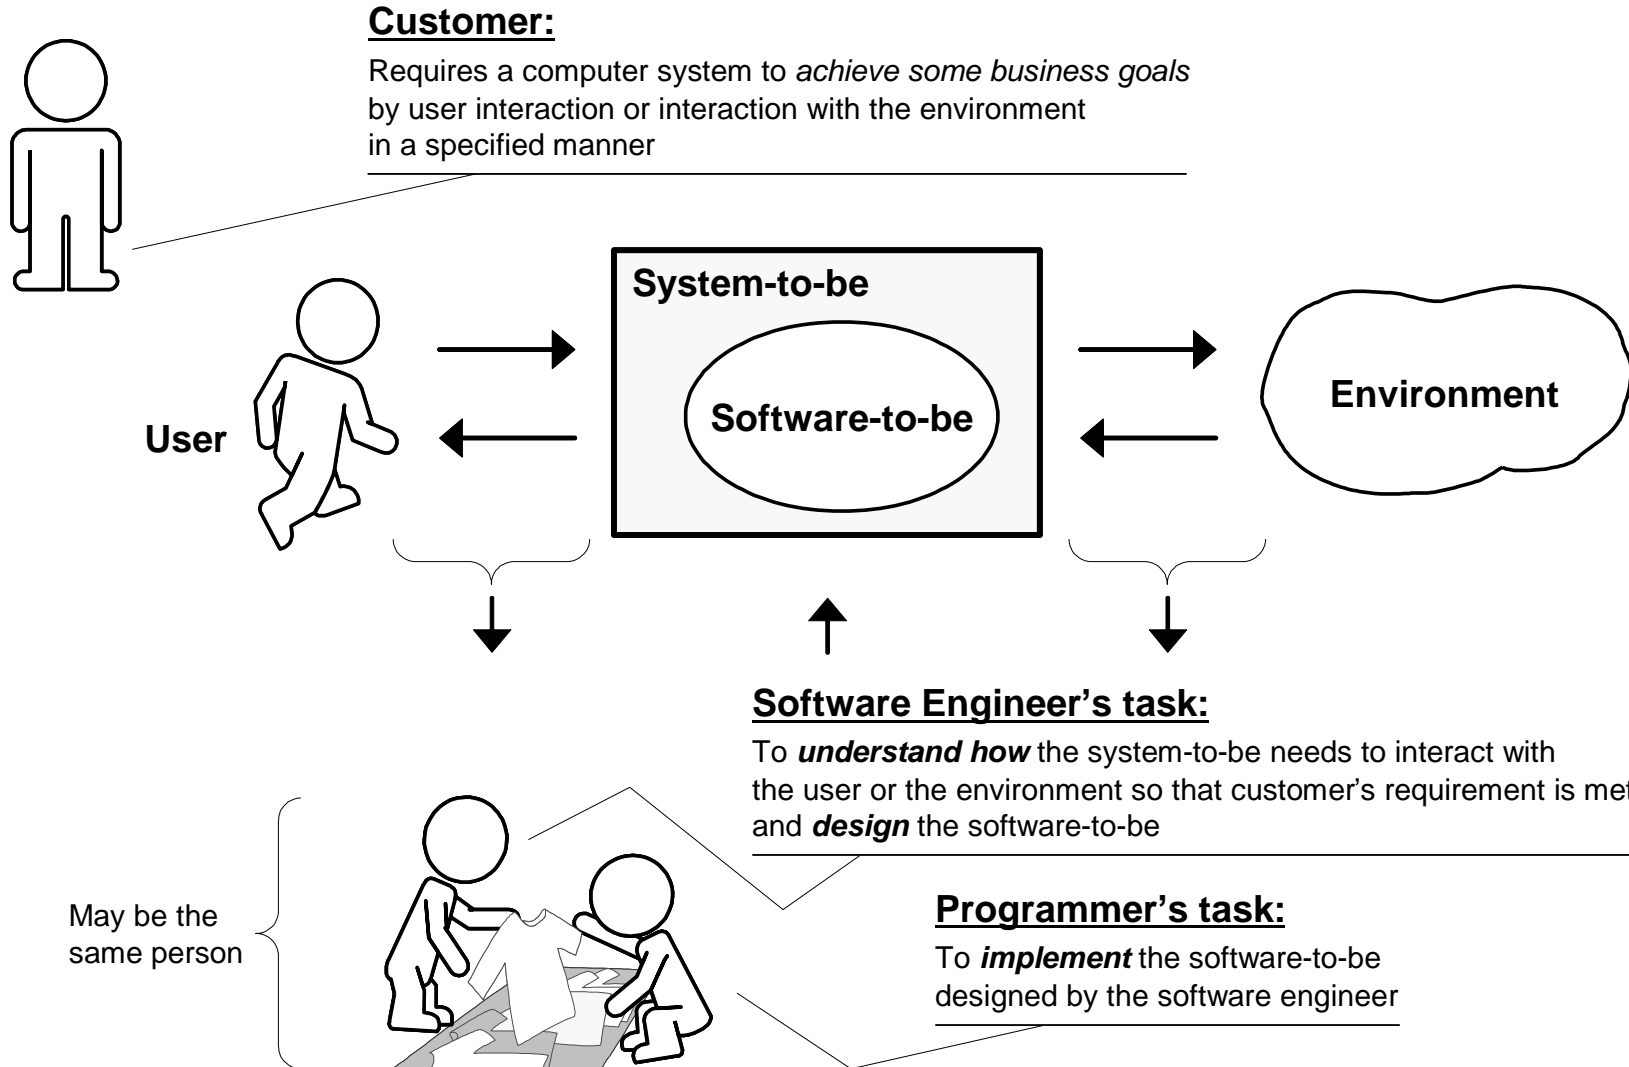 Customer:
Requires a computer system to achieve some business goals
by user interaction or interaction with the environment
in a specified manner
System-to-be
Software-to-be
Environment
User
Software Engineer’s task:
To understand how the system-to-be needs to interact with
the user or the environment so that customer’s requirement is met
and design the software-to-be
May be the
same person
Programmer’s task:
To implement the software-to-be
designed by the software engineer